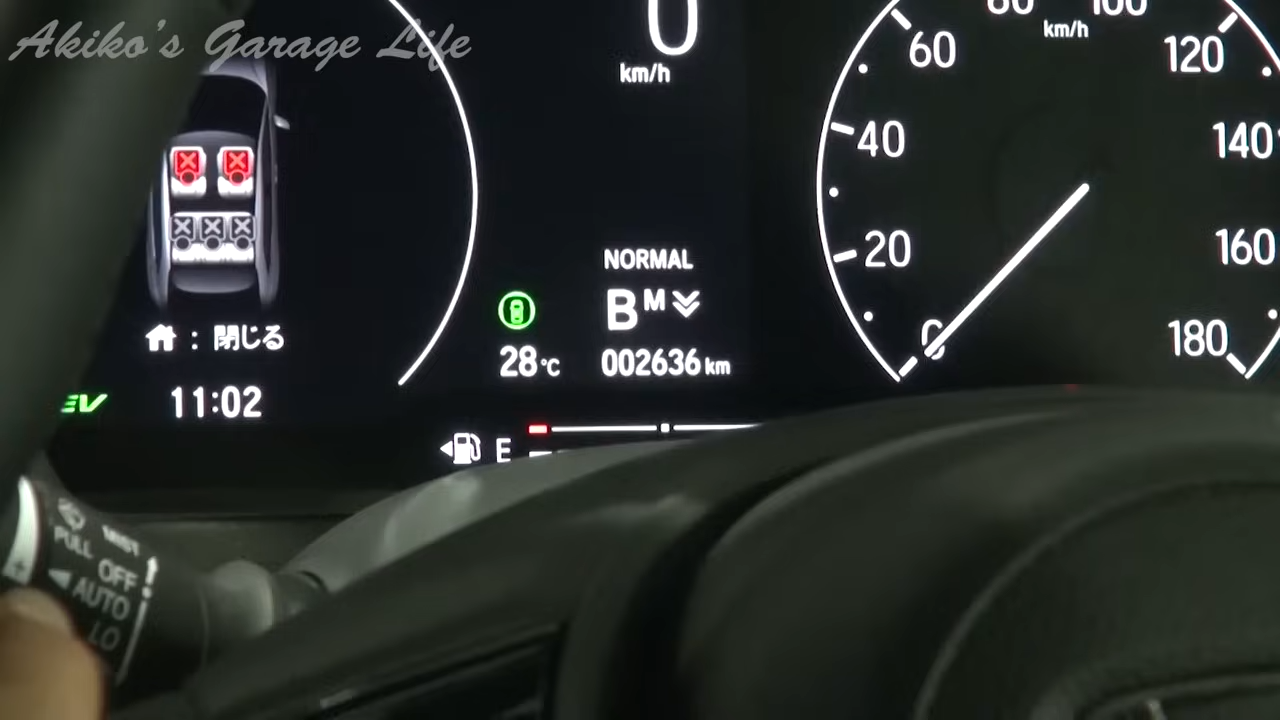 Akiko's Garage Life
0
km/h
60
80
100
km/h
120
40
140
20
160
NORMAL
B M
0
180
: 閉じる
28℃
002636 km
EV
11:02
E
MIST
PULL
OFF
AUTO
LO